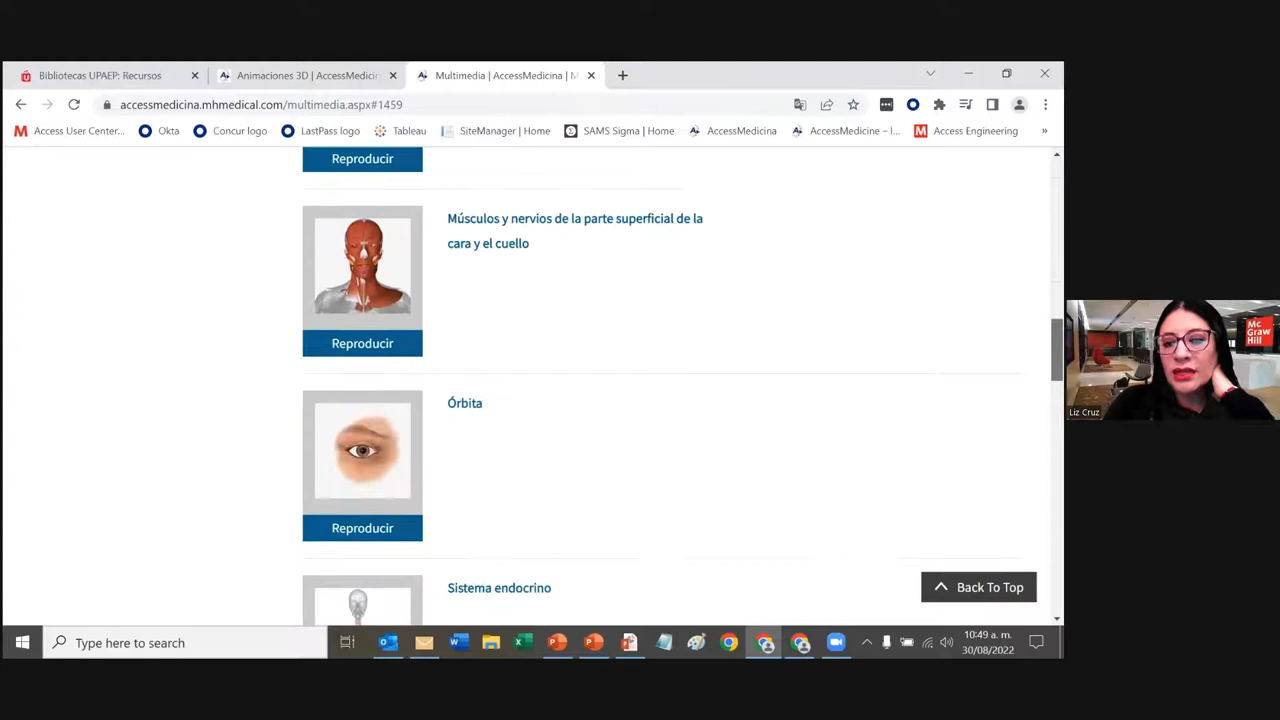 Bibliotecas UPAEP: Recursos
Animaciones 3D | AccessMedicin
Multimedia | AccessMedicina | M
accessmedicina.mhmedical.com/multimedia.aspx#1459
Access User Center...
Okta
Concur logo
LastPass logo
Tableau
SiteManager | Home
SAMS Sigma | Home
AccessMedicina
AccessMedicine – I...
Access Engineering
»
Reproducir
Músculos y nervios de la parte superficial de la
cara y el cuello
Reproducir
Órbita
Reproducir
Sistema endocrino
Back To Top
Mc
Graw
Hill
Liz Cruz
Type here to search
10:49 a. m.
30/08/2022